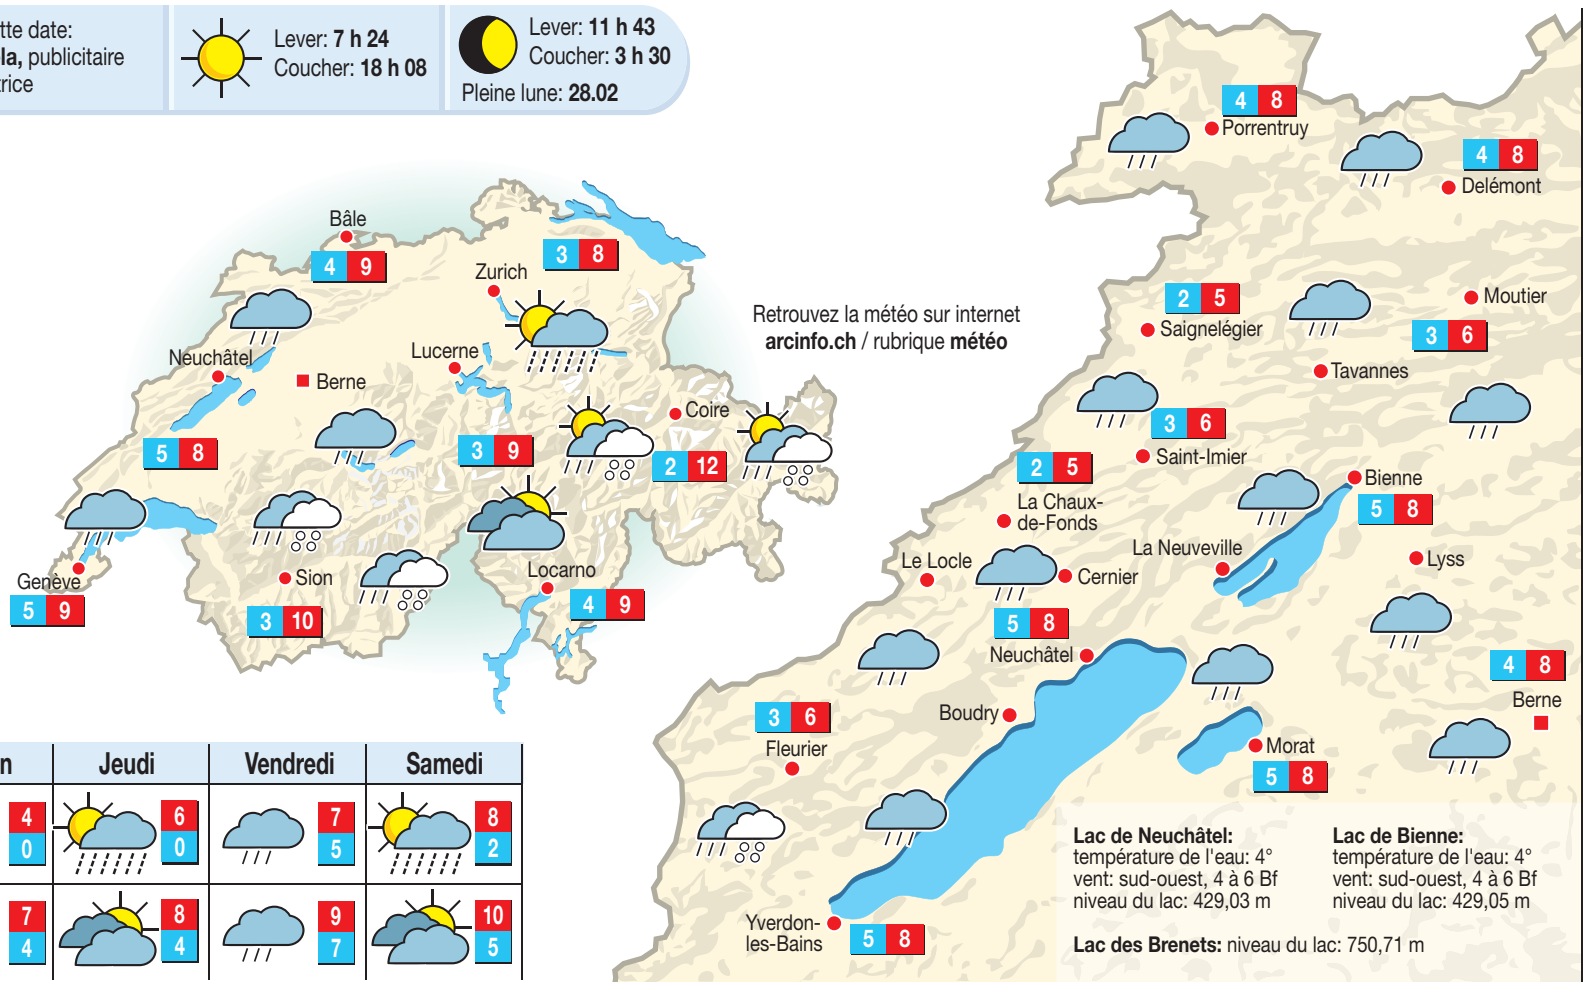 tte date:
la, publicitaire
rice
Lever: 7 h 24
Coucher: 18 h 08
Lever: 11 h 43
Coucher: 3 h 30
Pleine lune: 28.02
Bâle
4 9
Zurich
3 8
Neuchâtel
Berne
Lucerne
Coire
5 8
3 9
2 12
Genève
5 9
Sion
3 10
Locarno
4 9
Retrouvez la météo sur internet
arcinfo.ch / rubrique météo
4 8
Porrentruy
4 8
Delémont
2 5
Saignelégier
Moutier
3 6
Tavannes
3 6
Saint-Imier
2 5
La Chaux-
de-Fonds
Bienne
5 8
La Neuveville
Lyss
Le Locle
Cernier
5 8
Neuchâtel
4 8
Berne
Boudry
3 6
Fleurier
Morat
5 8
Yverdon-
les-Bains
5 8
n
Jeudi
Vendredi
Samedi
4
0
6
0
7
5
8
2
7
4
8
4
9
7
10
5
Lac de Neuchâtel:
température de l'eau: 4°
vent: sud-ouest, 4 à 6 Bf
niveau du lac: 429,03 m
Lac de Bienne:
température de l'eau: 4°
vent: sud-ouest, 4 à 6 Bf
niveau du lac: 429,05 m
Lac des Brenets: niveau du lac: 750,71 m